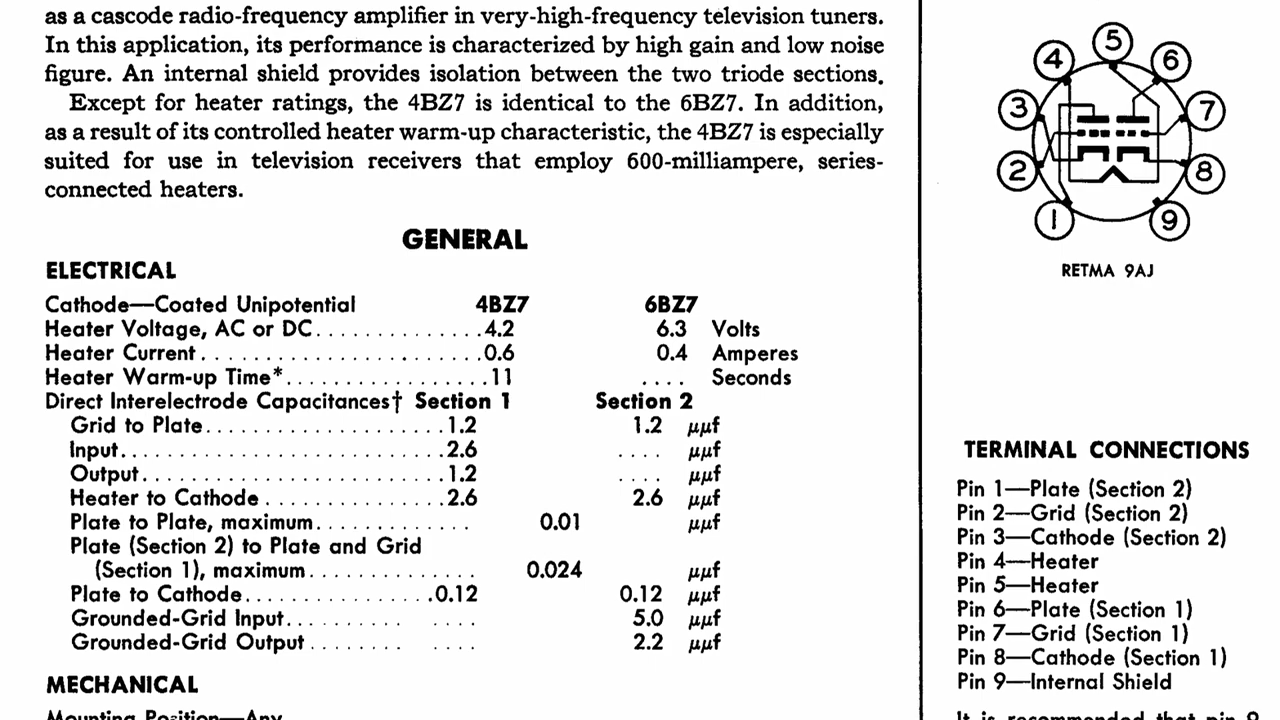 as a cascode radio-frequency amplifier in very-high-frequency television tuners.
In this application, its performance is characterized by high gain and low noise
figure. An internal shield provides isolation between the two triode sections.
Except for heater ratings, the 4BZ7 is identical to the 6BZ7. In addition,
as a result of its controlled heater warm-up characteristic, the 4BZ7 is especially
suited for use in television receivers that employ 600-milliampere, series-
connected heaters.
GENERAL
ELECTRICAL
Cathode—Coated Unipotential 4BZ7 6BZ7
Heater Voltage, AC or DC..............4.2 6.3 Volts
Heater Current........................0.6 0.4 Amperes
Heater Warm-up Time*.................11 .... Seconds
Direct Interelectrode Capacitances† Section 1 Section 2
Grid to Plate....................1.2 1.2 μμf
Input...........................2.6 .... μμf
Output.........................1.2 .... μμf
Heater to Cathode................2.6 2.6 μμf
Plate to Plate, maximum............. 0.01 μμf
Plate (Section 2) to Plate and Grid
(Section 1), maximum.............. 0.024 μμf
Plate to Cathode................0.12 0.12 μμf
Grounded-Grid Input.......... .... 5.0 μμf
Grounded-Grid Output........ .... 2.2 μμf
MECHANICAL
Mounting Position—Any
5
4 6
3 7
2 8
1 9
RETMA 9AJ
TERMINAL CONNECTIONS
Pin 1—Plate (Section 2)
Pin 2—Grid (Section 2)
Pin 3—Cathode (Section 2)
Pin 4—Heater
Pin 5—Heater
Pin 6—Plate (Section 1)
Pin 7—Grid (Section 1)
Pin 8—Cathode (Section 1)
Pin 9—Internal Shield
It is recommended that pin 9